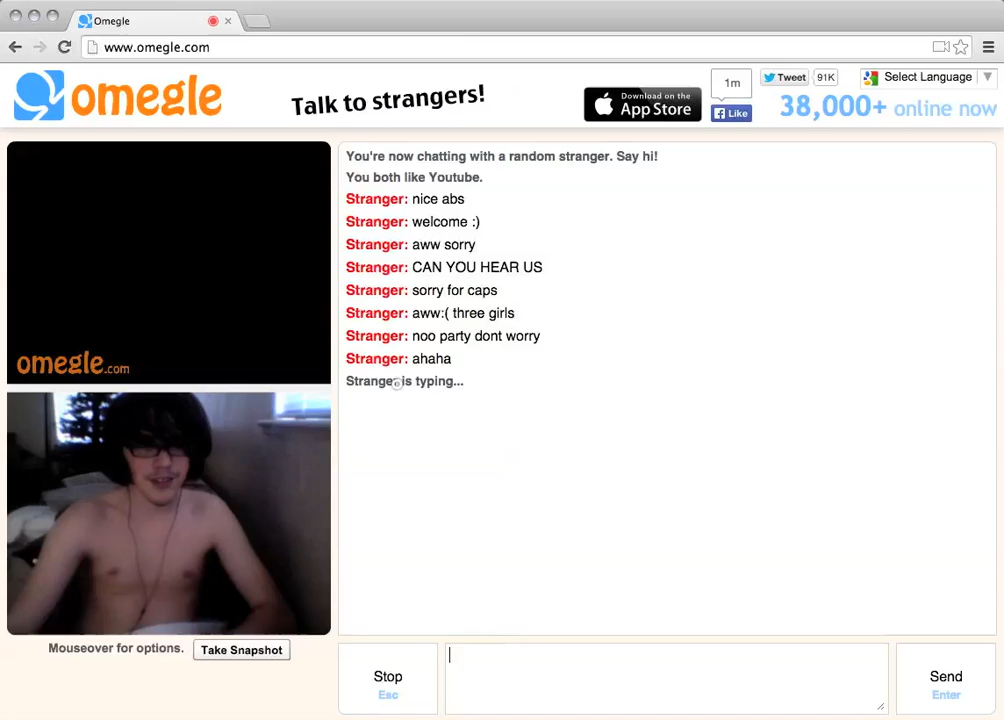 Omegle
www.omegle.com
omegle
Talk to strangers!
Download on the
App Store
1m
Like
Tweet
91K
Select Language
38,000+ online now
omegle.com
You're now chatting with a random stranger. Say hi!
You both like Youtube.
Stranger: nice abs
Stranger: welcome :)
Stranger: aww sorry
Stranger: CAN YOU HEAR US
Stranger: sorry for caps
Stranger: aww:( three girls
Stranger: noo party dont worry
Stranger: ahaha
Stranger is typing...
Mouseover for options.
Take Snapshot
Stop
Esc
Send
Enter